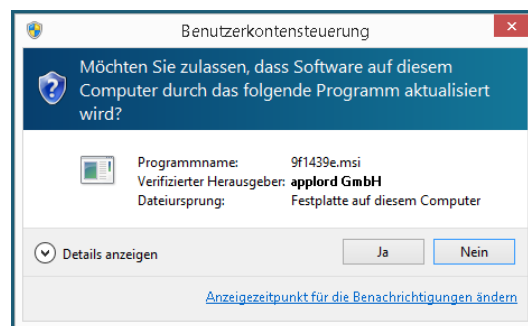 Benutzerkontensteuerung
Möchten Sie zulassen, dass Software auf diesem
Computer durch das folgende Programm aktualisiert
wird?
Programmname: 9f1439e.msi
Verifizierter Herausgeber: applord GmbH
Dateiursprung: Festplatte auf diesem Computer
Details anzeigen Ja Nein
Anzeigezeitpunkt für die Benachrichtigungen ändern